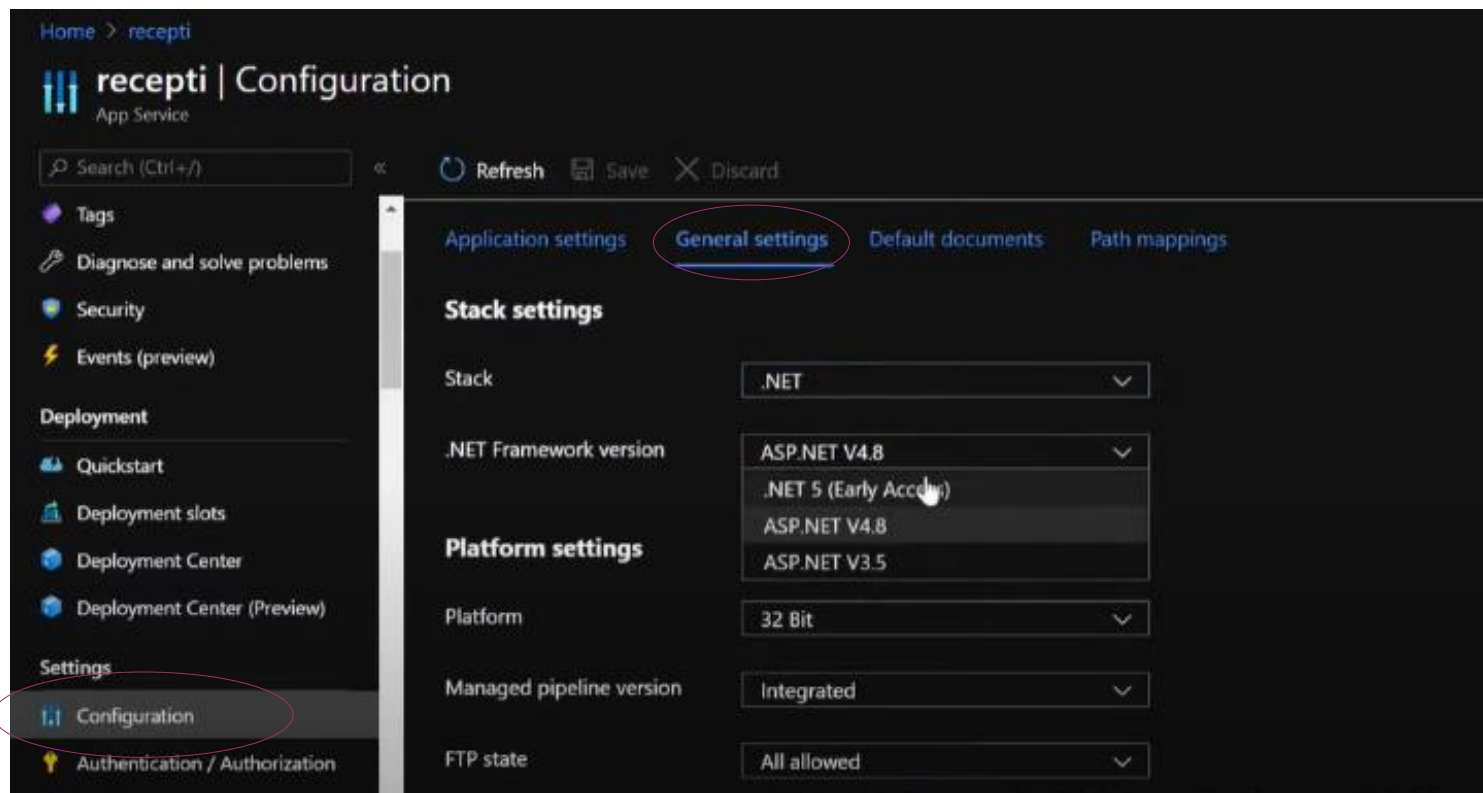 Home > recepti
recepti | Configuration
App Service
Search (Ctrl+/)
«
Refresh
Save
Discard
Tags
Diagnose and solve problems
Security
Events (preview)
Deployment
Quickstart
Deployment slots
Deployment Center
Deployment Center (Preview)
Settings
Configuration
Authentication / Authorization
Application settings
General settings
Default documents
Path mappings
Stack settings
Stack
.NET
.NET Framework version
ASP.NET V4.8
.NET 5 (Early Access)
ASP.NET V4.8
ASP.NET V3.5
Platform settings
Platform
32 Bit
Managed pipeline version
Integrated
FTP state
All allowed